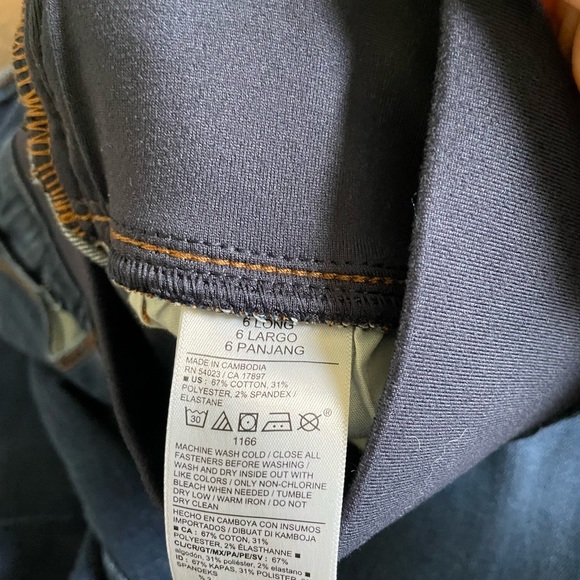 6 LONG
6 LARGO
6 PANJANG
MADE IN CAMBODIA
RN 54023 / CA 17897
■ US : 67% COTTON, 31%
POLYESTER, 2% SPANDEX /
ELASTANE
30
®
1166
MACHINE WASH COLD / CLOSE ALL
FASTENERS BEFORE WASHING /
WASH AND DRY INSIDE OUT WITH
LIKE COLORS / ONLY NON-CHLORINE
BLEACH WHEN NEEDED / TUMBLE
DRY LOW / WARM IRON / DO NOT
DRY CLEAN
HECHO EN CAMBOYA CON INSUMOS
IMPORTADOS / DIBUAT DI KAMBOJA
■ CA : 67% COTTON, 31%
POLYESTER, 2% ÉLASTHANNE /
CL/CR/GT/MX/PA/PE/SV : 67%
algodón, 31% poliéster, 2% elastano
ID : 67% KAPAS, 31% POLISTER
SPANDEKS